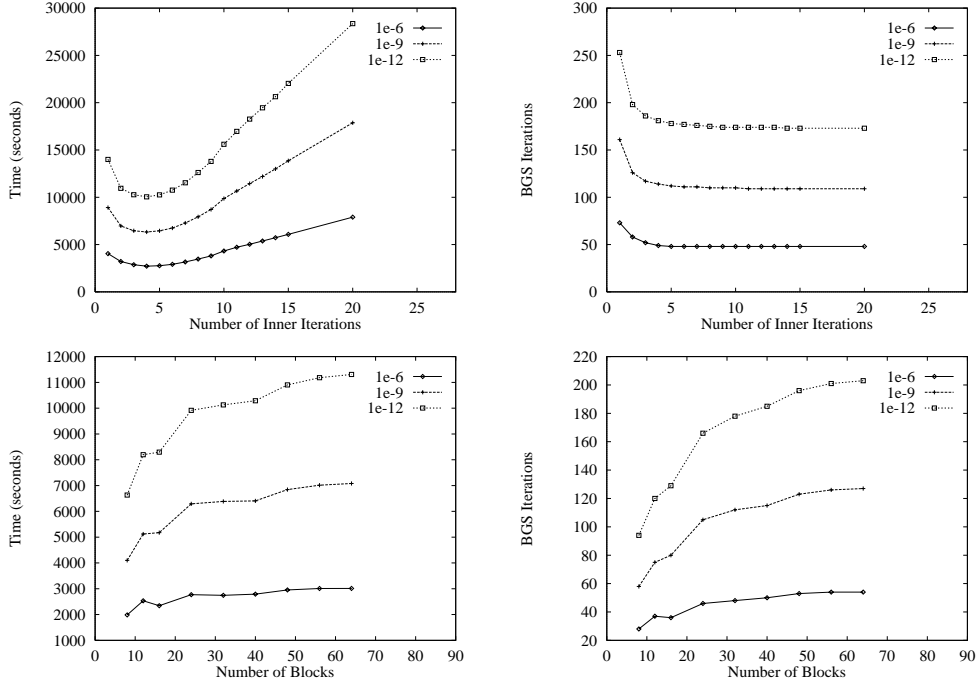 30000
25000
20000
15000
10000
5000
0
Time (seconds)
1e-6
1e-9
1e-12
0 5 10 15 20 25
Number of Inner Iterations
300
250
200
150
100
50
0
BGS Iterations
1e-6
1e-9
1e-12
0 5 10 15 20 25
Number of Inner Iterations
12000
11000
10000
9000
8000
7000
6000
5000
4000
3000
2000
1000
Time (seconds)
1e-6
1e-9
1e-12
0 10 20 30 40 50 60 70 80 90
Number of Blocks
220
200
180
160
140
120
100
80
60
40
20
BGS Iterations
1e-6
1e-9
1e-12
0 10 20 30 40 50 60 70 80 90
Number of Blocks